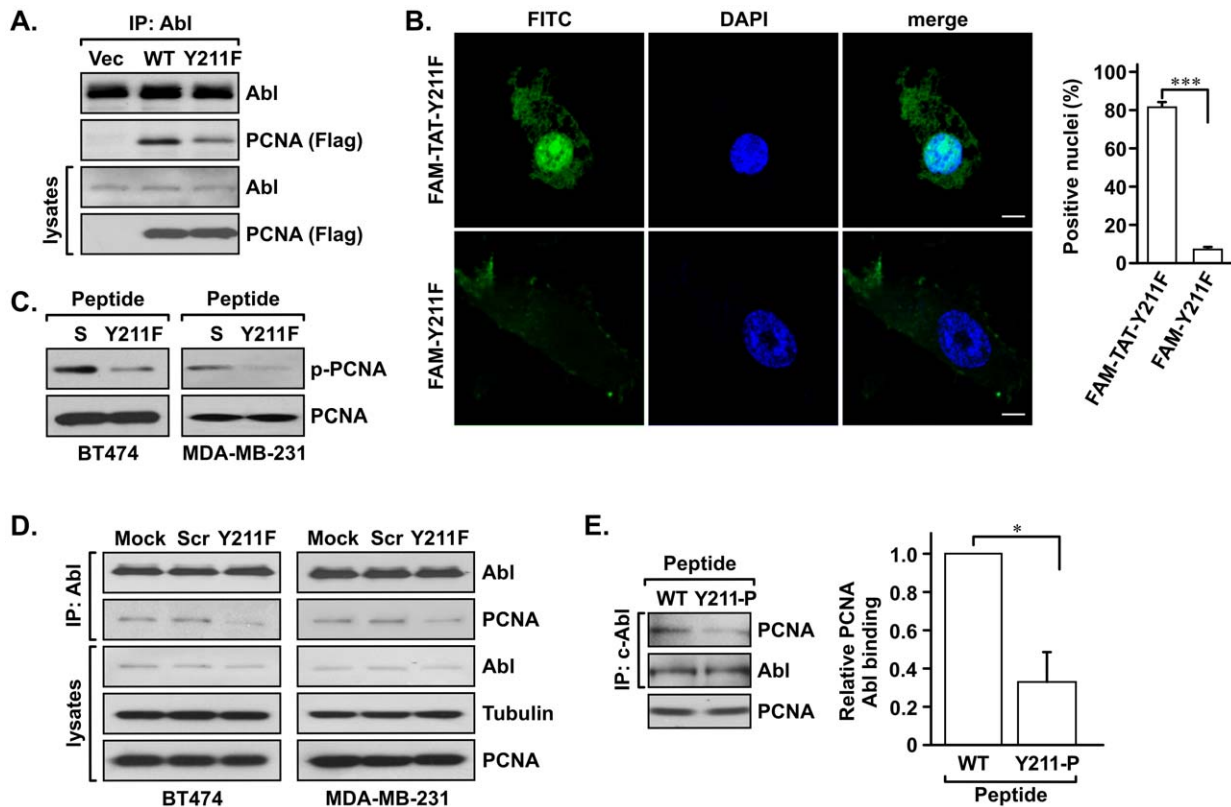 A.
IP: Abl
Vec WT Y211F
Abl
PCNA (Flag)
lysates
Abl
PCNA (Flag)
B.
FITC DAPI merge
FAM-TAT-Y211F
FAM-Y211F
Positive nuclei (%)
100
80
60
40
20
0
***
FAM-TAT-Y211F
FAM-Y211F
C.
Peptide Peptide
S Y211F S Y211F
p-PCNA
PCNA
BT474 MDA-MB-231
D.
Mock Scr Y211F Mock Scr Y211F
IP: Abl
Abl
PCNA
lysates
Abl
Tubulin
PCNA
BT474 MDA-MB-231
E.
Peptide
WT Y211-P
IP: c-Abl
PCNA
Abl
PCNA
Relative PCNA
Abl binding
1.0
0.8
0.6
0.4
0.2
0
*
WT Y211-P
Peptide